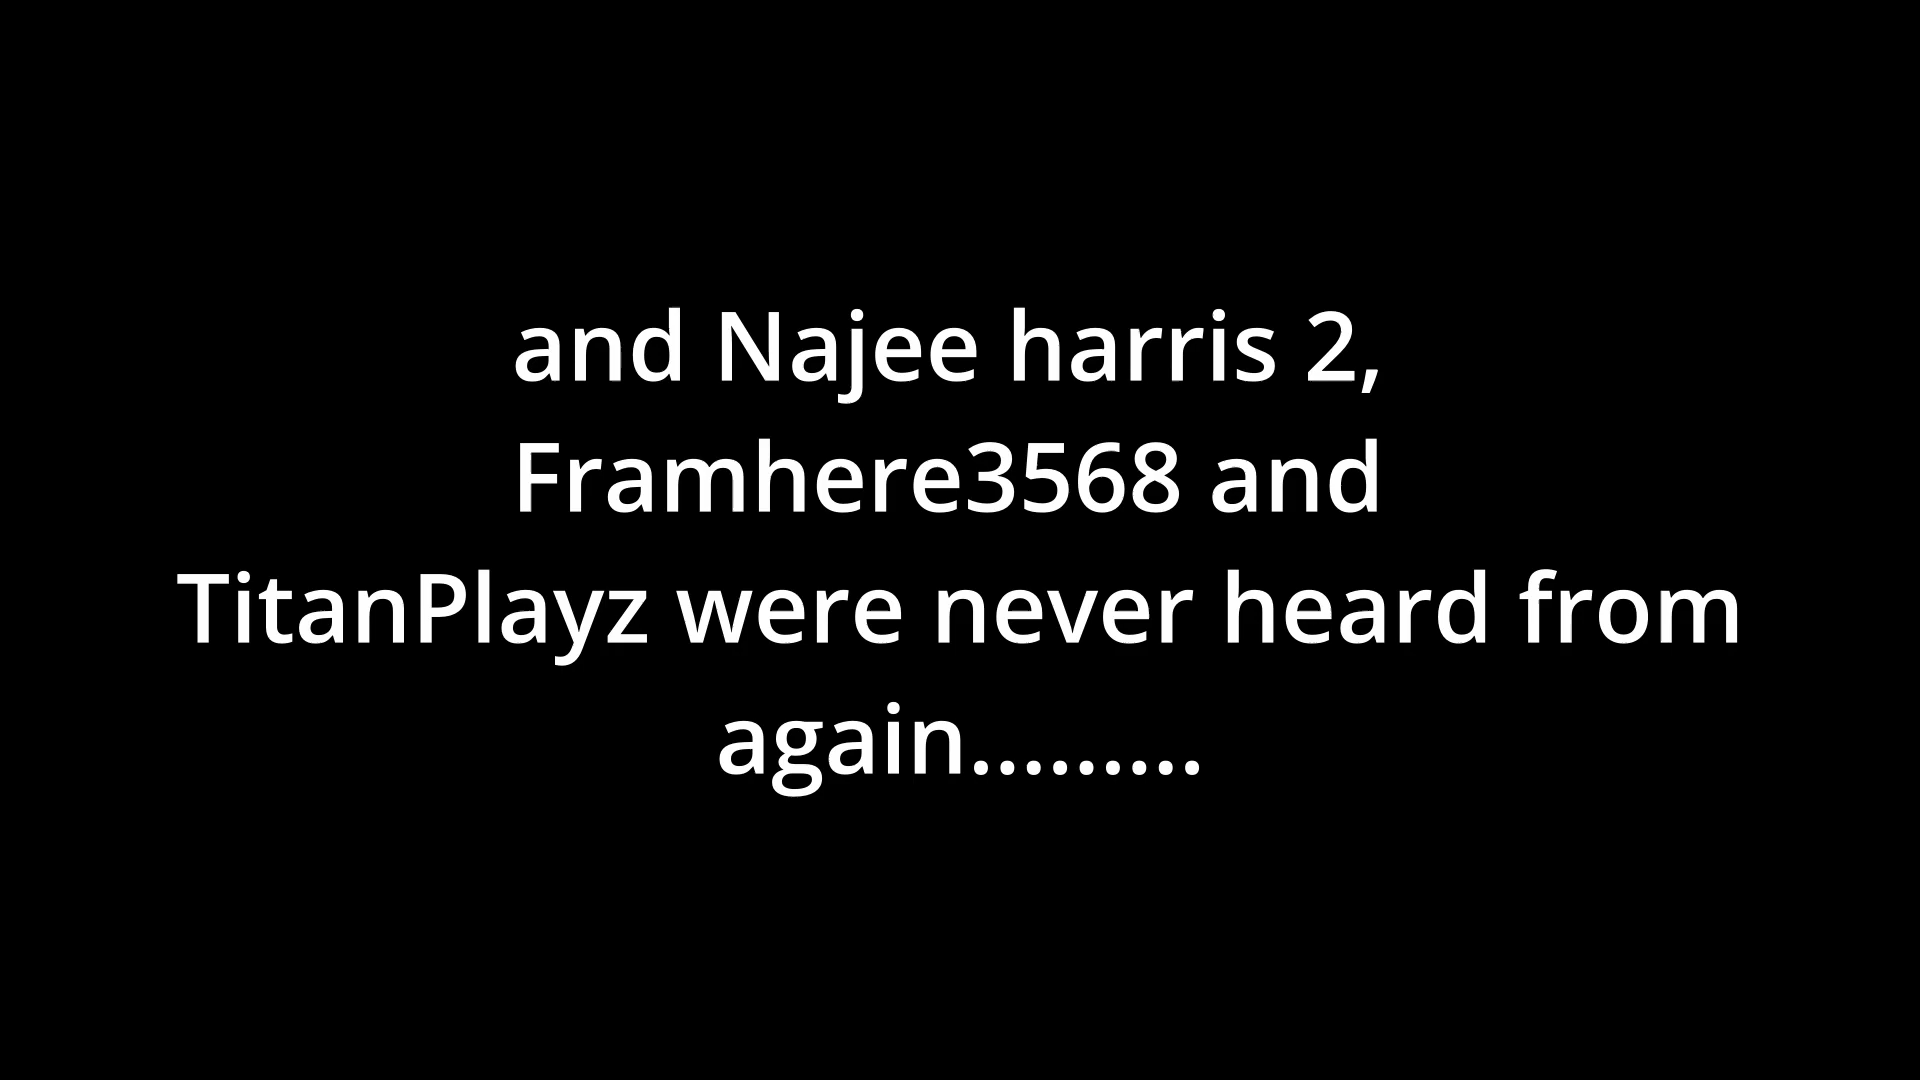 and Najee harris 2,
Framhere3568 and
TitanPlayz were never heard from
again.........